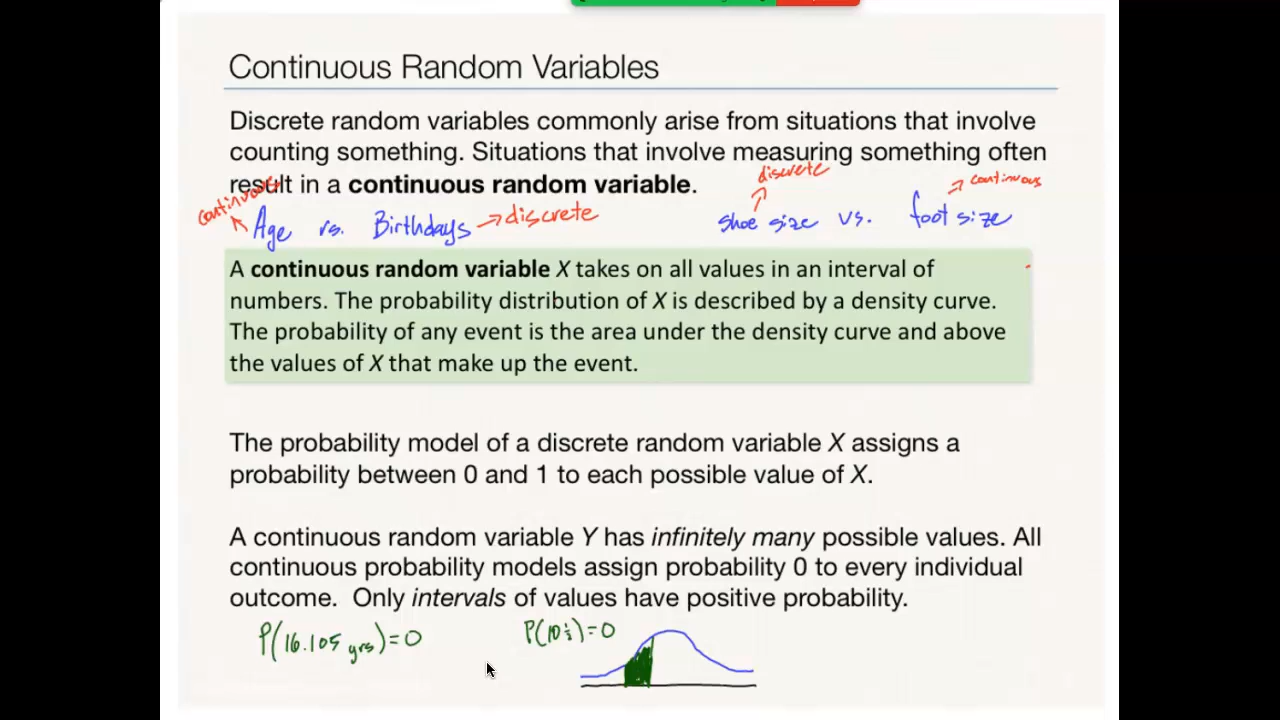 Continuous Random Variables
Discrete random variables commonly arise from situations that involve
counting something. Situations that involve measuring something often
result in a continuous random variable.
discrete
continuous
continuous
Age vs. Birthdays → discrete
shoe size vs. foot size
A continuous random variable X takes on all values in an interval of
numbers. The probability distribution of X is described by a density curve.
The probability of any event is the area under the density curve and above
the values of X that make up the event.
The probability model of a discrete random variable X assigns a
probability between 0 and 1 to each possible value of X.
A continuous random variable Y has infinitely many possible values. All
continuous probability models assign probability 0 to every individual
outcome. Only intervals of values have positive probability.
P(16.105 yrs)=0